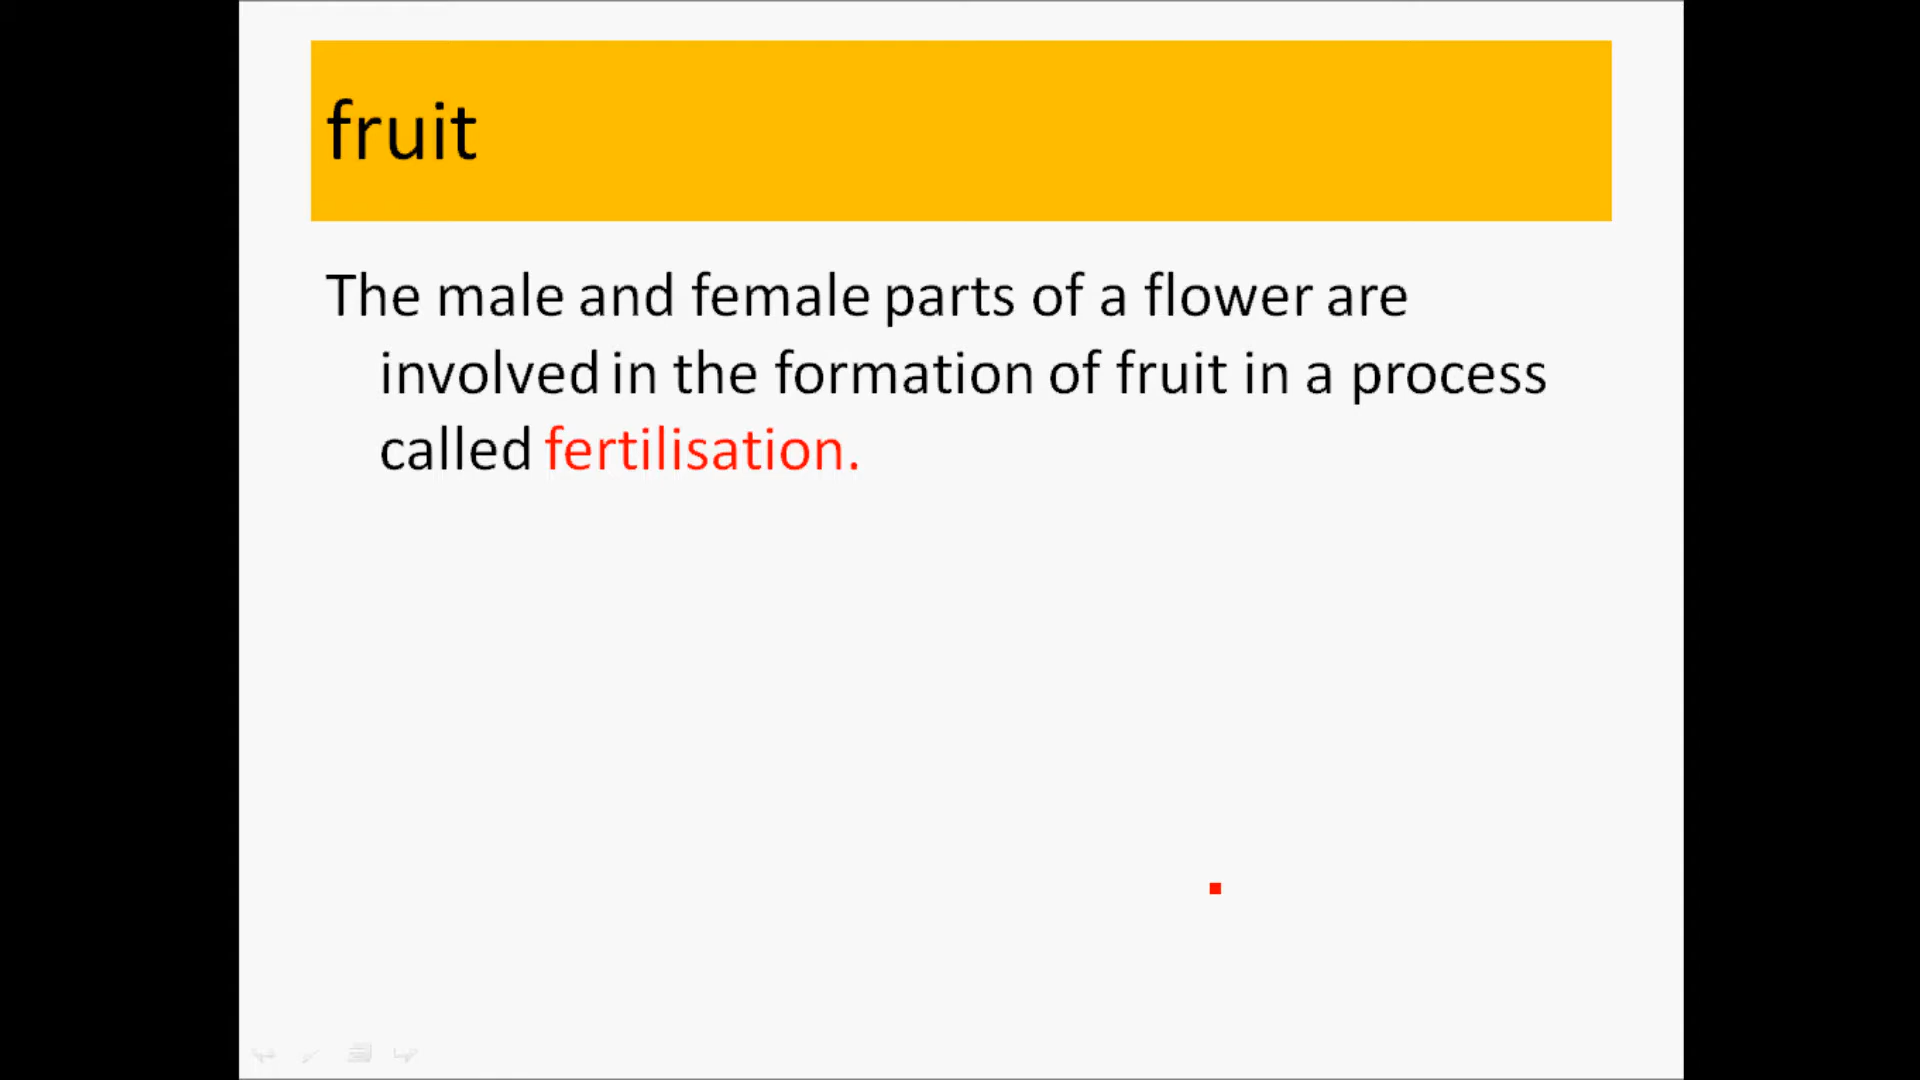 fruit
The male and female parts of a flower are
involved in the formation of fruit in a process
called fertilisation.